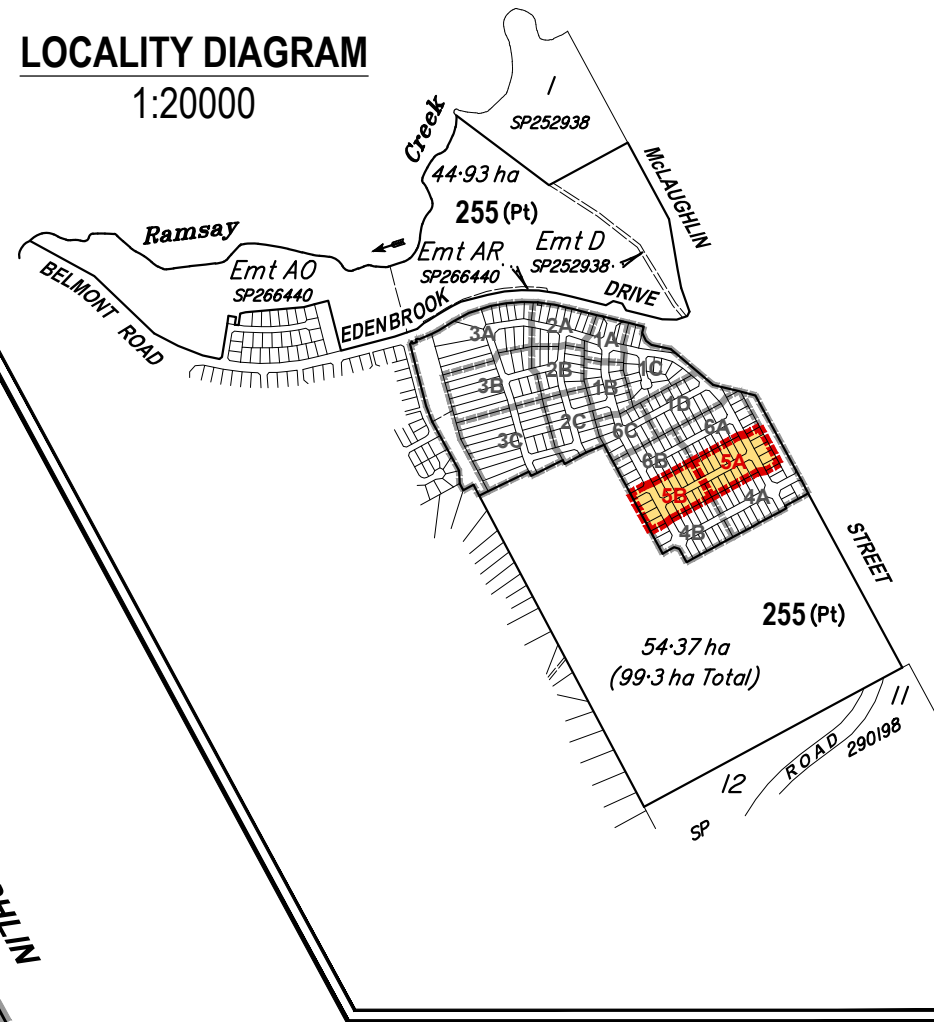 LOCALITY DIAGRAM
1:20000
1
SP252938
Creek
McLAUGHLIN
44·93 ha
255 (Pt)
Ramsay
Emt AR
SP266440
Emt D
SP252938
Emt AO
SP266440
DRIVE
BELMONT ROAD
EDENBROOK
3A
2A
1A
2B
1C
3B
1B
1D
2C
6C
6A
3C
6B
5A
5B
4A
4B
STREET
255 (Pt)
54·37 ha
(99·3 ha Total)
11
ROAD
290198
12
SP
HLIN